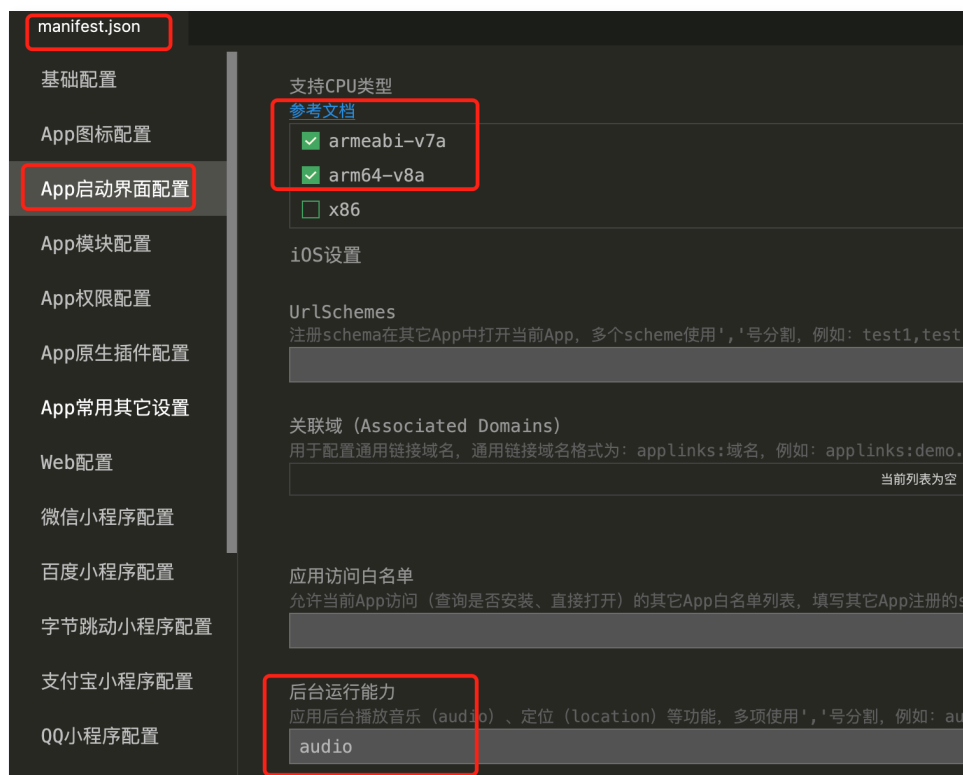 manifest.json
基础配置
App图标配置
App启动界面配置
App模块配置
App权限配置
App原生插件配置
App常用其它设置
Web配置
微信小程序配置
百度小程序配置
字节跳动小程序配置
支付宝小程序配置
QQ小程序配置
支持CPU类型
参考文档
armeabi-v7a
arm64-v8a
x86
iOS设置
UrlSchemes
注册schema在其它App中打开当前App，多个scheme使用','号分割，例如：test1,test
关联域（Associated Domains）
用于配置通用链接域名，通用链接域名格式为：applinks:域名，例如：applinks:demo.
当前列表为空
应用访问白名单
允许当前App访问（查询是否安装、直接打开）的其它App白名单列表，填写其它App注册的s
后台运行能力
应用后台播放音乐（audio）、定位（location）等功能，多项使用','号分割，例如：au
audio